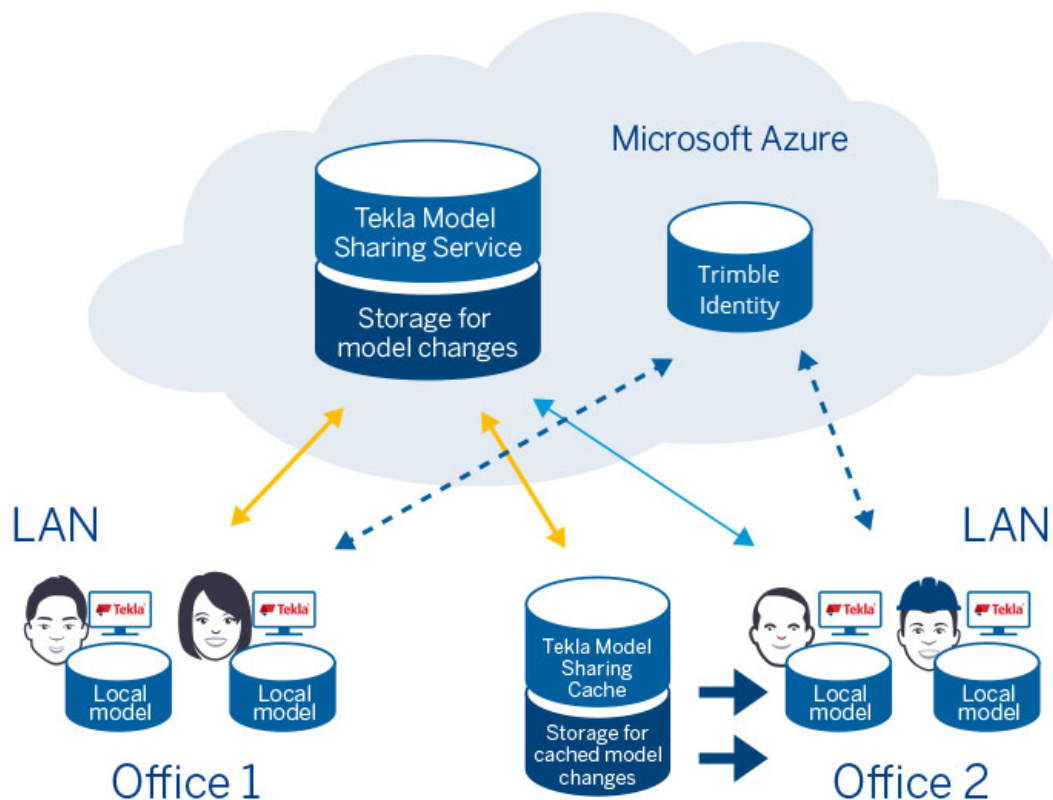 Microsoft Azure
Tekla Model
Sharing Service
Storage for
model changes
Trimble
Identity
LAN
LAN
Tekla
Tekla
Local
model
Local
model
Office 1
Tekla Model
Sharing
Cache
Storage for
cached model
changes
Tekla
Tekla
Local
model
Local
model
Office 2